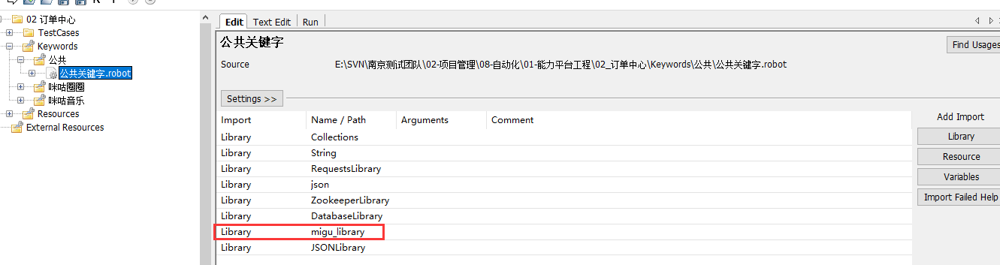 02 订单中心
TestCases
Keywords
公共
公共关键字.robot
咪咕圈圈
咪咕音乐
Resources
External Resources
Edit
Text Edit
Run
公共关键字
Find Usages
Source
E:\SVN\南京测试团队\02-项目管理\08-自动化\01-能力平台工程\02_订单中心\Keywords\公共\公共关键字.robot
Settings >>
Import Name / Path Arguments Comment
Library Collections
Library String
Library RequestsLibrary
Library json
Library ZookeeperLibrary
Library DatabaseLibrary
Library migu_library
Library JSONLibrary
Add Import
Library
Resource
Variables
Import Failed Help